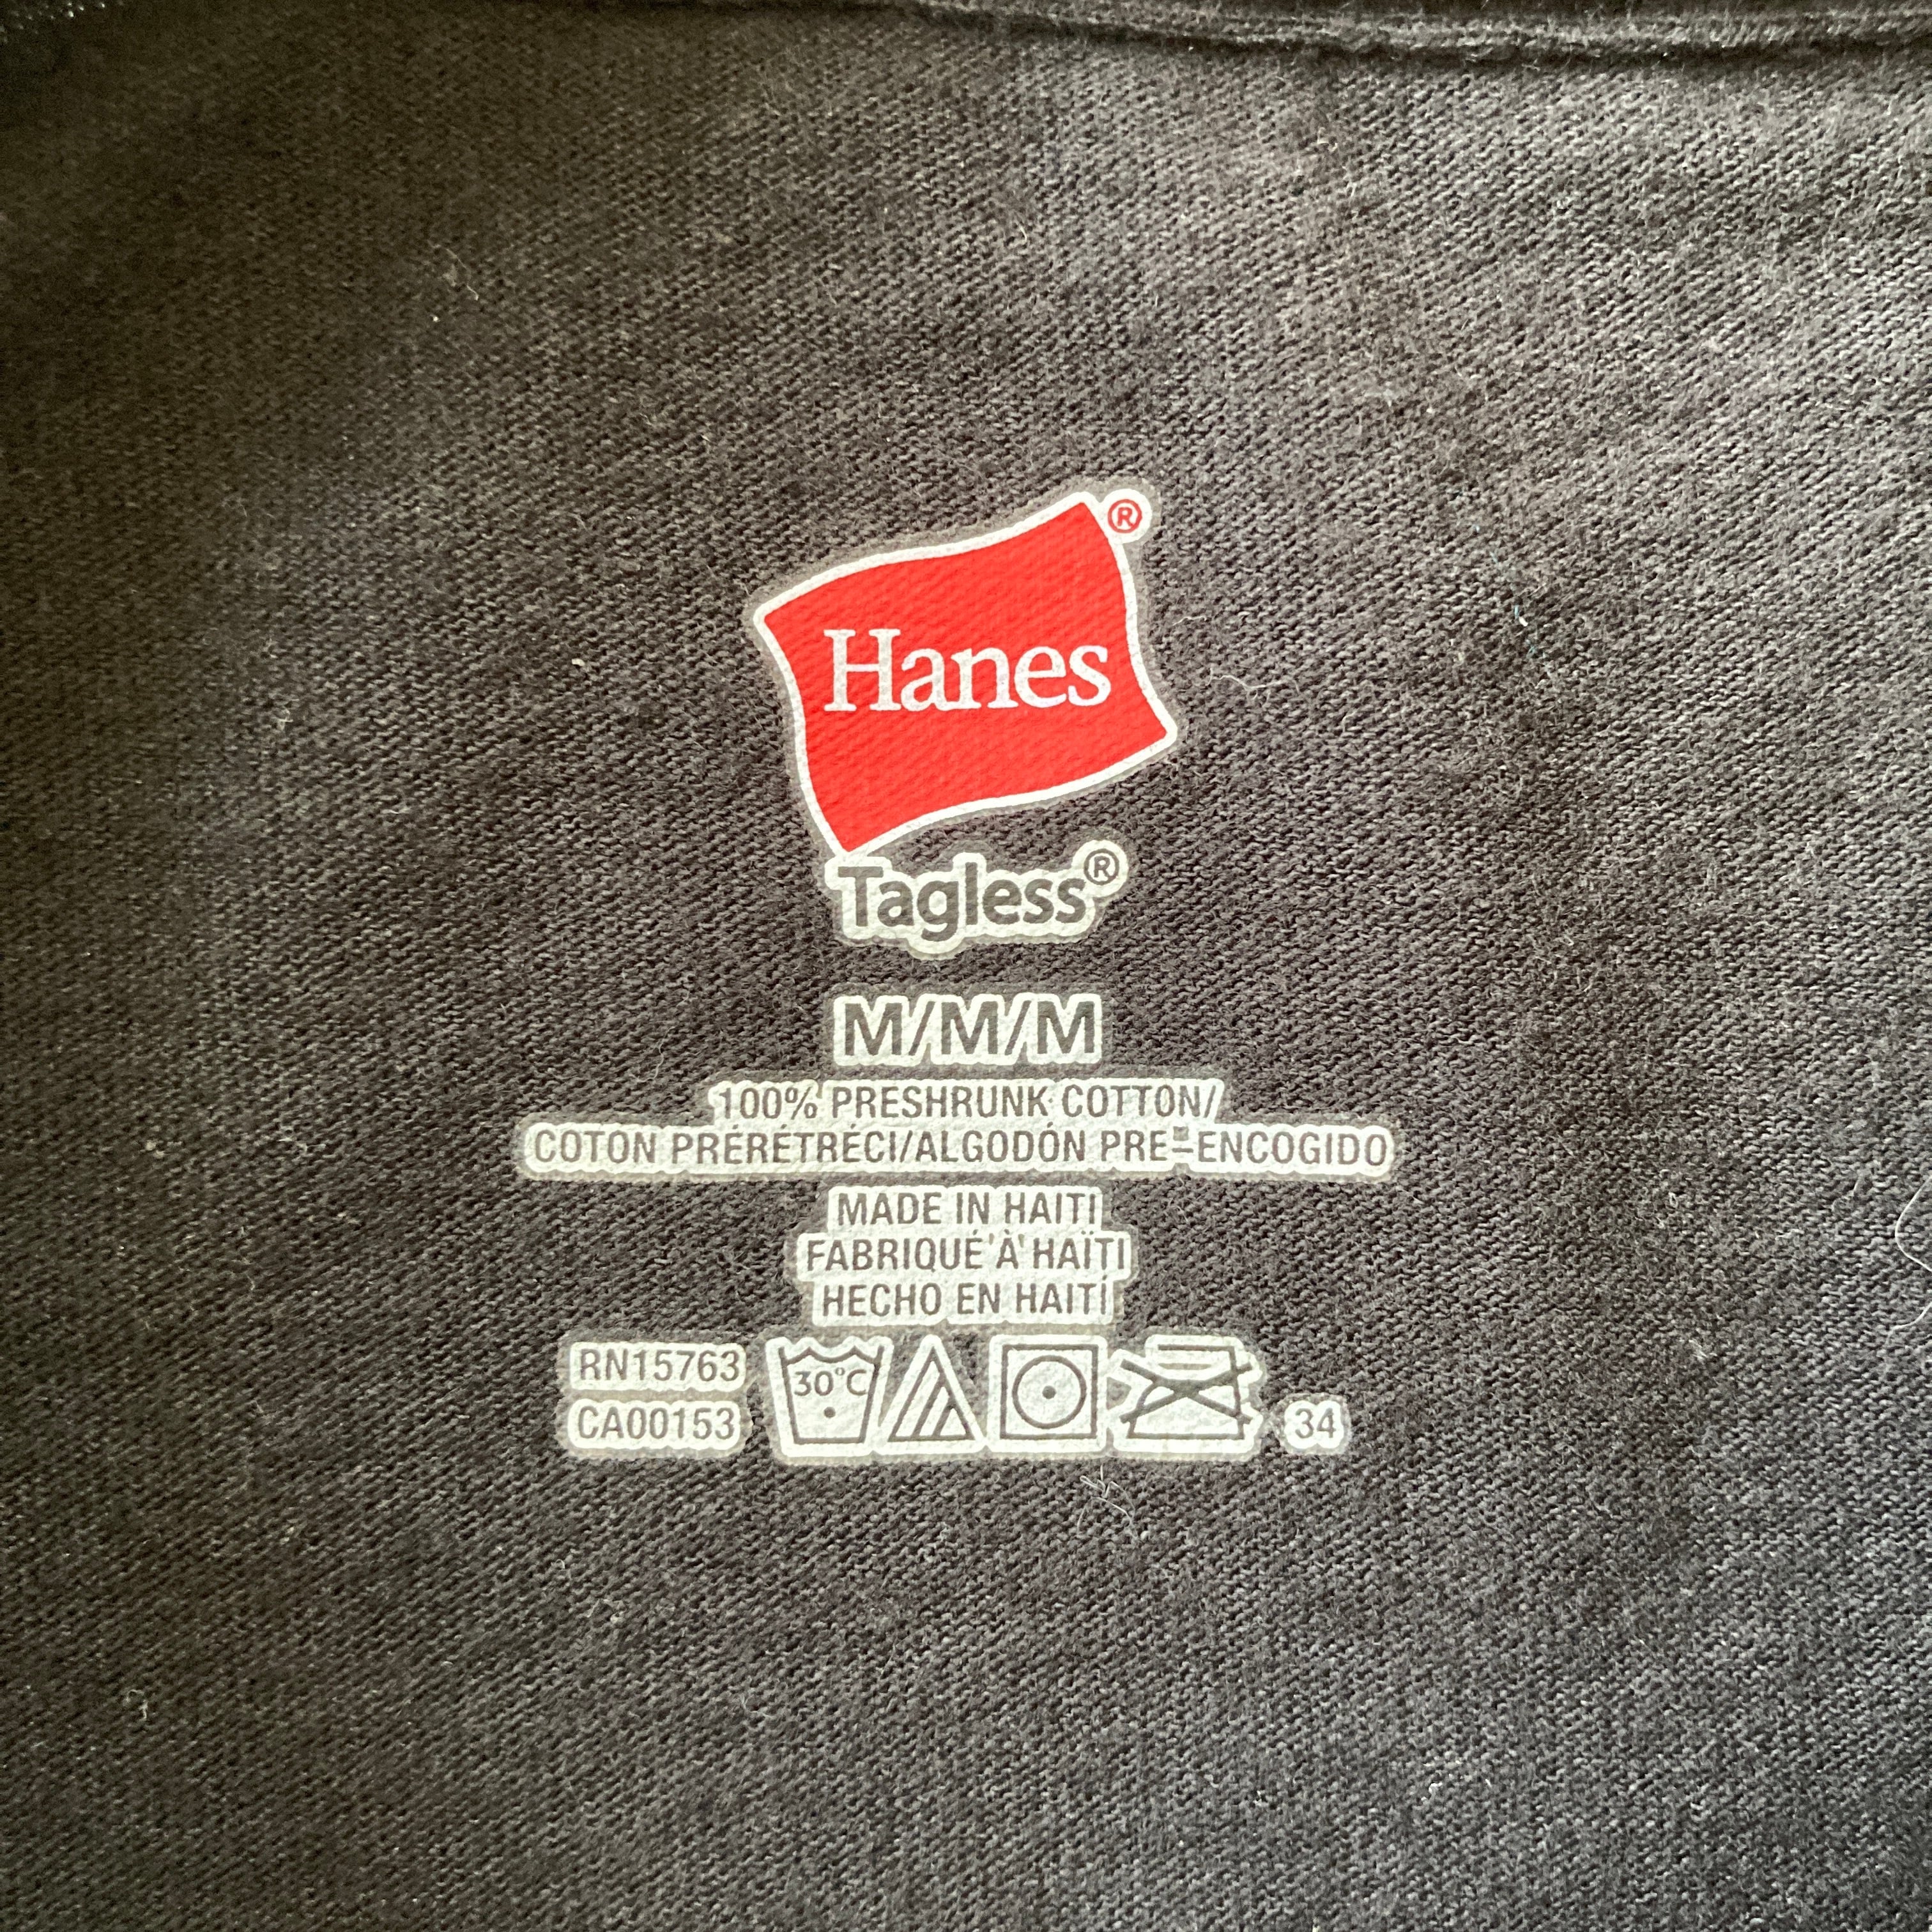 Hanes®
Tagless®
M/M/M
100% PRESHRUNK COTTON/
COTON PRÉRÉTRÉCI/ALGODÓN PRE-ENCOGIDO
MADE IN HAITI
FABRIQUÉ À HAÏTI
HECHO EN HAITÍ
RN15763
CA00153
30°C
34